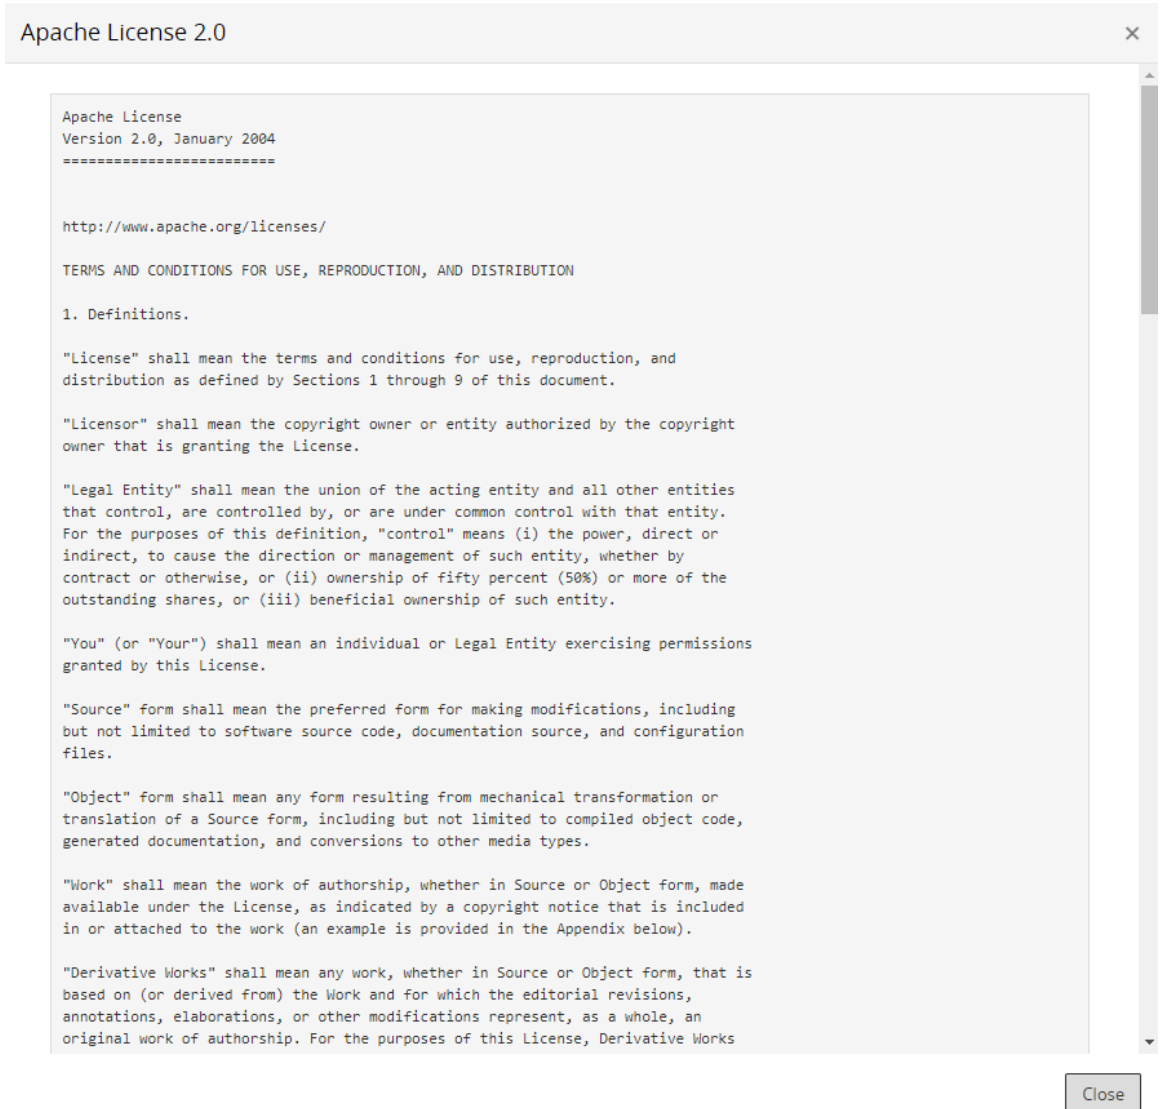 Apache License 2.0
×
Apache License
Version 2.0, January 2004
=========================
http://www.apache.org/licenses/
TERMS AND CONDITIONS FOR USE, REPRODUCTION, AND DISTRIBUTION
1. Definitions.
"License" shall mean the terms and conditions for use, reproduction, and
distribution as defined by Sections 1 through 9 of this document.
"Licensor" shall mean the copyright owner or entity authorized by the copyright
owner that is granting the License.
"Legal Entity" shall mean the union of the acting entity and all other entities
that control, are controlled by, or are under common control with that entity.
For the purposes of this definition, "control" means (i) the power, direct or
indirect, to cause the direction or management of such entity, whether by
contract or otherwise, or (ii) ownership of fifty percent (50%) or more of the
outstanding shares, or (iii) beneficial ownership of such entity.
"You" (or "Your") shall mean an individual or Legal Entity exercising permissions
granted by this License.
"Source" form shall mean the preferred form for making modifications, including
but not limited to software source code, documentation source, and configuration
files.
"Object" form shall mean any form resulting from mechanical transformation or
translation of a Source form, including but not limited to compiled object code,
generated documentation, and conversions to other media types.
"Work" shall mean the work of authorship, whether in Source or Object form, made
available under the License, as indicated by a copyright notice that is included
in or attached to the work (an example is provided in the Appendix below).
"Derivative Works" shall mean any work, whether in Source or Object form, that is
based on (or derived from) the Work and for which the editorial revisions,
annotations, elaborations, or other modifications represent, as a whole, an
original work of authorship. For the purposes of this License, Derivative Works
Close